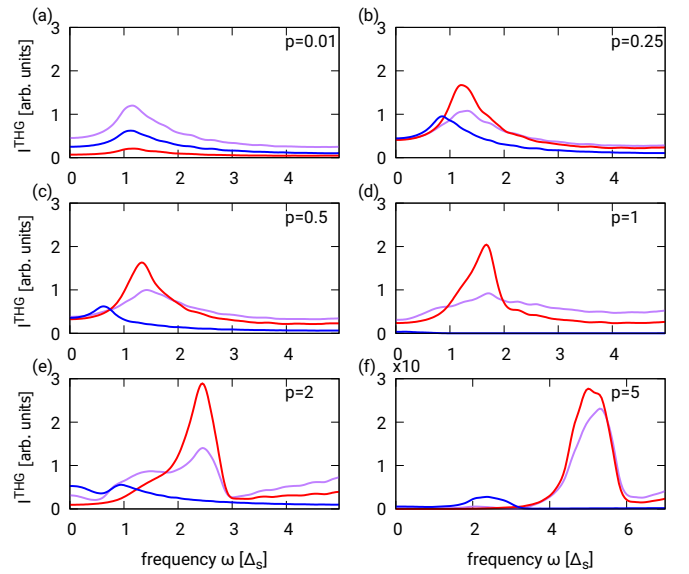 (a)
p=0.01
I^THG [arb. units]
0
1
2
3
0
1
2
3
4
(b)
p=0.25
0
1
2
3
0
1
2
3
4
(c)
p=0.5
I^THG [arb. units]
0
1
2
3
0
1
2
3
4
(d)
p=1
0
1
2
3
0
1
2
3
4
(e)
p=2
I^THG [arb. units]
0
1
2
3
0
1
2
3
4
frequency ω [Δ_s]
(f)
x10
p=5
0
1
2
3
0
2
4
6
frequency ω [Δ_s]